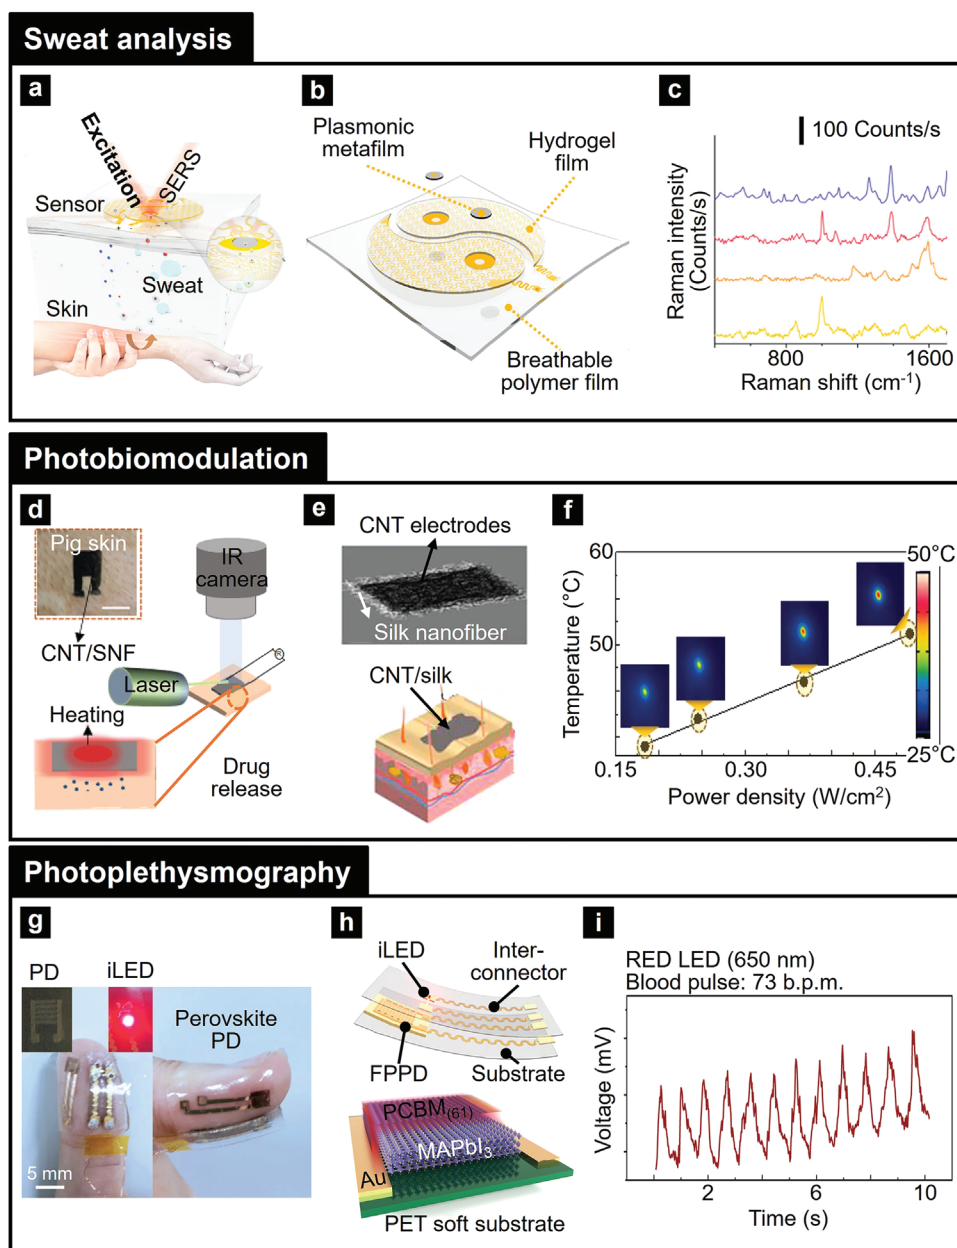 Sweat analysis
a
Excitation
SERS
Sensor
Sweat
Skin
b
Plasmonic
metafilm
Hydrogel
film
Breathable
polymer film
c
100 Counts/s
Raman intensity
(Counts/s)
800
1600
Raman shift (cm⁻¹)
Photobiomodulation
d
Pig skin
CNT/SNF
IR
camera
R
Laser
Heating
Drug
release
e
CNT electrodes
Silk nanofiber
CNT/silk
f
60
50
Temperature (°C)
50°C
25°C
0.15
0.30
0.45
Power density (W/cm²)
Photoplethysmography
g
PD
iLED
Perovskite
PD
5 mm
h
iLED
Inter-
connector
FPPD
Substrate
PCBM(61)
MAPbI₃
Au
PET soft substrate
i
RED LED (650 nm)
Blood pulse: 73 b.p.m.
Voltage (mV)
2
6
10
Time (s)